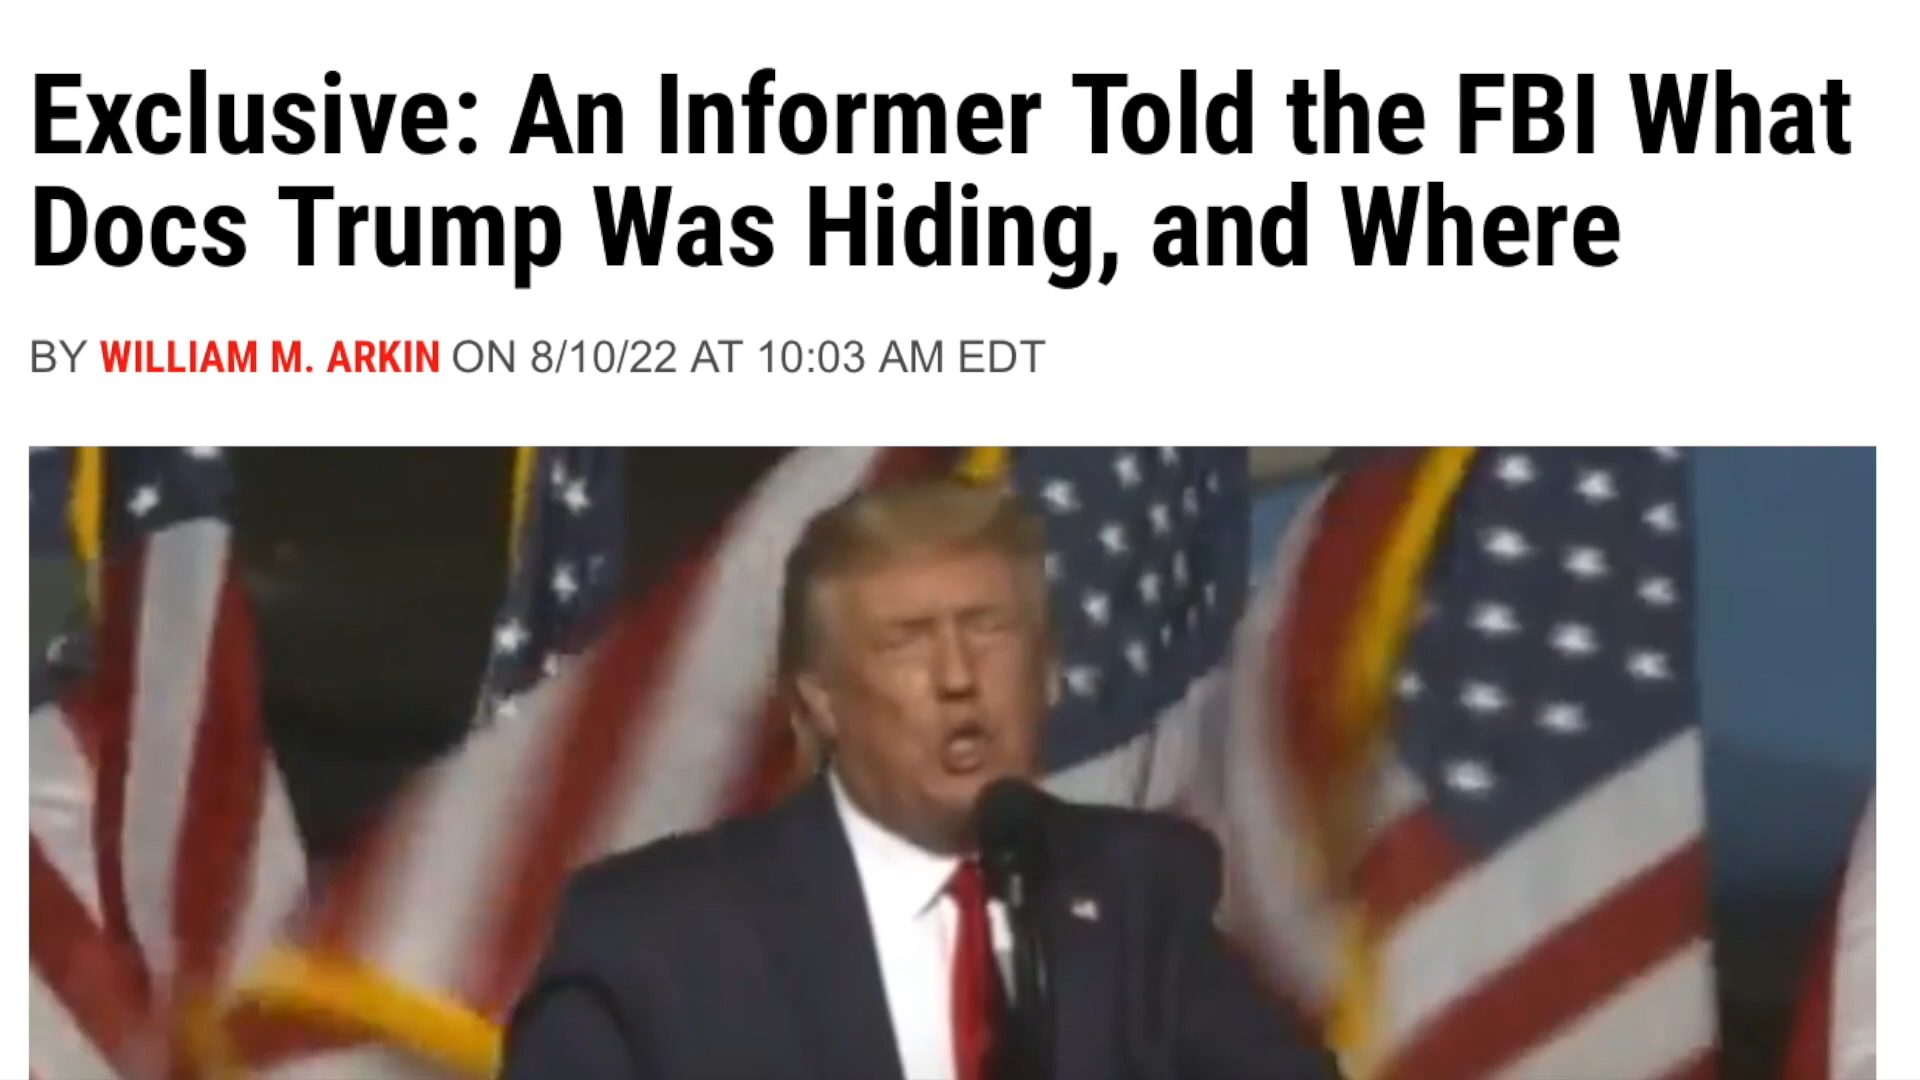 Exclusive: An Informer Told the FBI What
Docs Trump Was Hiding, and Where
BY WILLIAM M. ARKIN ON 8/10/22 AT 10:03 AM EDT